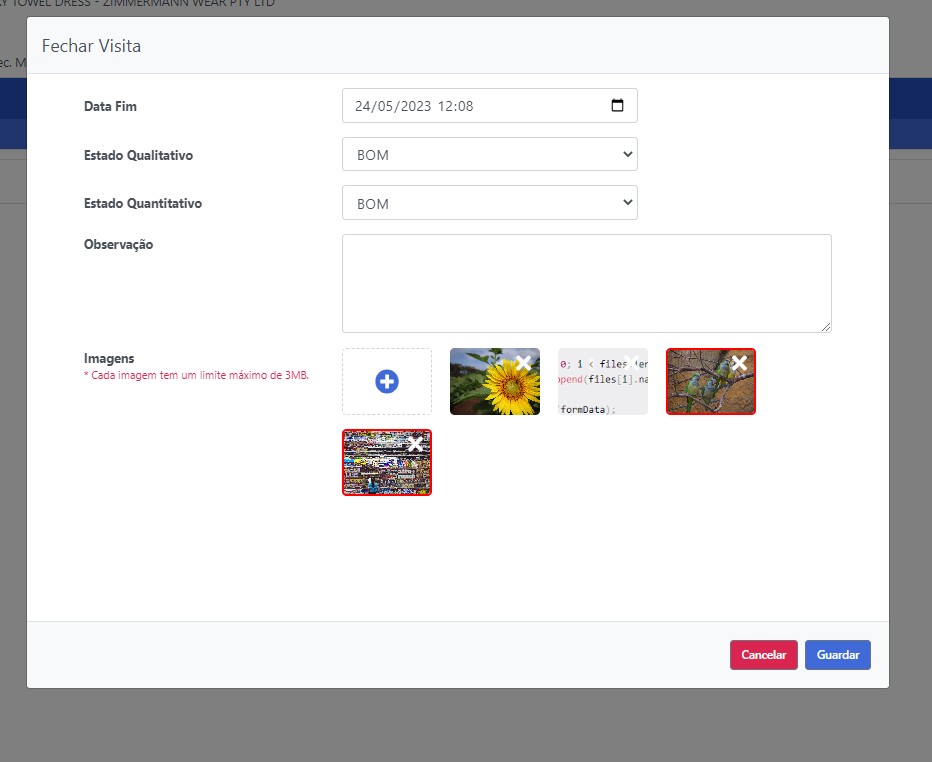 TOWEL DRESS - ZIMMERMANN WEAR PTY LTD
Fechar Visita
ec. M
Data Fim
24/05/2023 12:08
Estado Qualitativo
BOM
Estado Quantitativo
BOM
Observação
Imagens
* Cada imagem tem um limite máximo de 3MB.
0; i < files
pend(files[i].na
formData);
Cancelar
Guardar